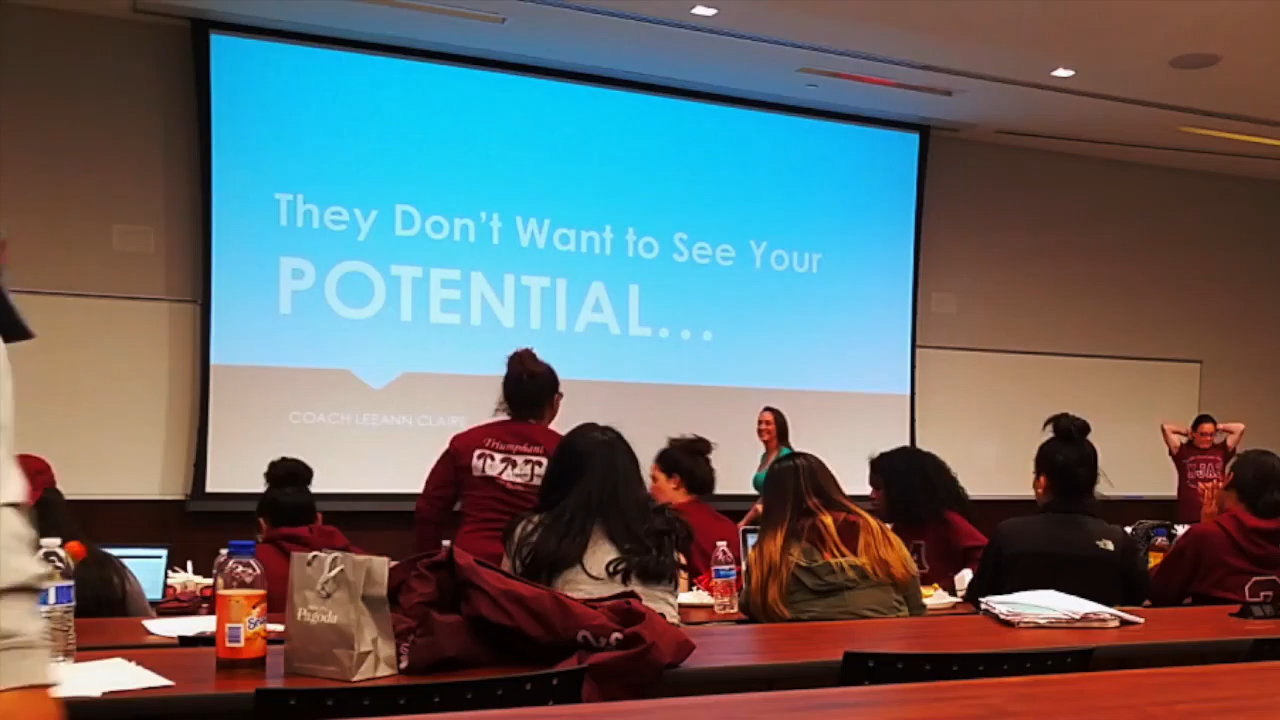 They Don't Want to See Your
POTENTIAL...
COACH LEEANN CLAIRE
Triumphant
Pagoda